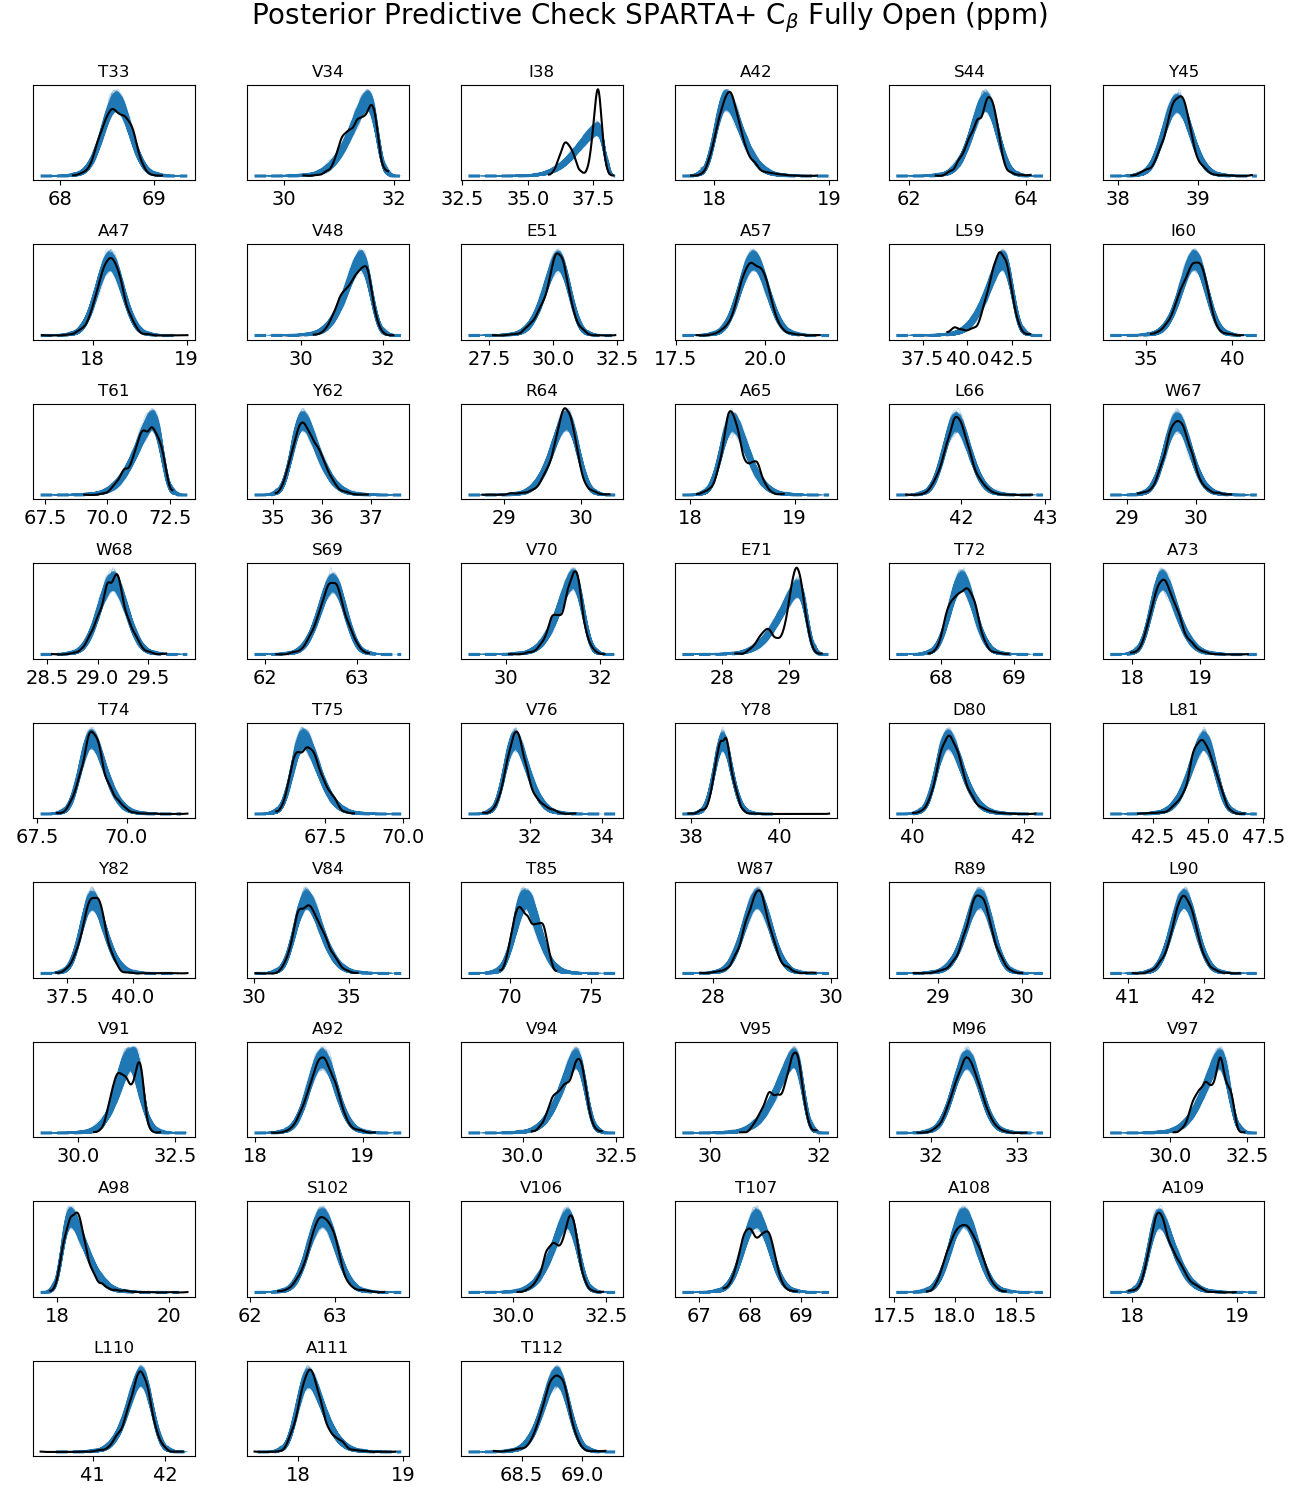 Posterior Predictive Check SPARTA+ Cβ Fully Open (ppm)
T33 V34 I38 A42 S44 Y45
68 69 30 32 32.5 35.0 37.5 18 19 62 64 38 39
A47 V48 E51 A57 L59 I60
18 19 30 32 27.5 30.0 32.5 17.5 20.0 37.5 40.0 42.5 35 40
T61 Y62 R64 A65 L66 W67
67.5 70.0 72.5 35 36 37 29 30 18 19 42 43 29 30
W68 S69 V70 E71 T72 A73
28.5 29.0 29.5 62 63 30 32 28 29 68 69 18 19
T74 T75 V76 Y78 D80 L81
67.5 70.0 67.5 70.0 32 34 38 40 40 42 42.5 45.0 47.5
Y82 V84 T85 W87 R89 L90
37.5 40.0 30 35 70 75 28 30 29 30 41 42
V91 A92 V94 V95 M96 V97
30.0 32.5 18 19 30.0 32.5 30 32 32 33 30.0 32.5
A98 S102 V106 T107 A108 A109
18 20 62 63 30.0 32.5 67 68 69 17.5 18.0 18.5 18 19
L110 A111 T112
41 42 18 19 68.5 69.0